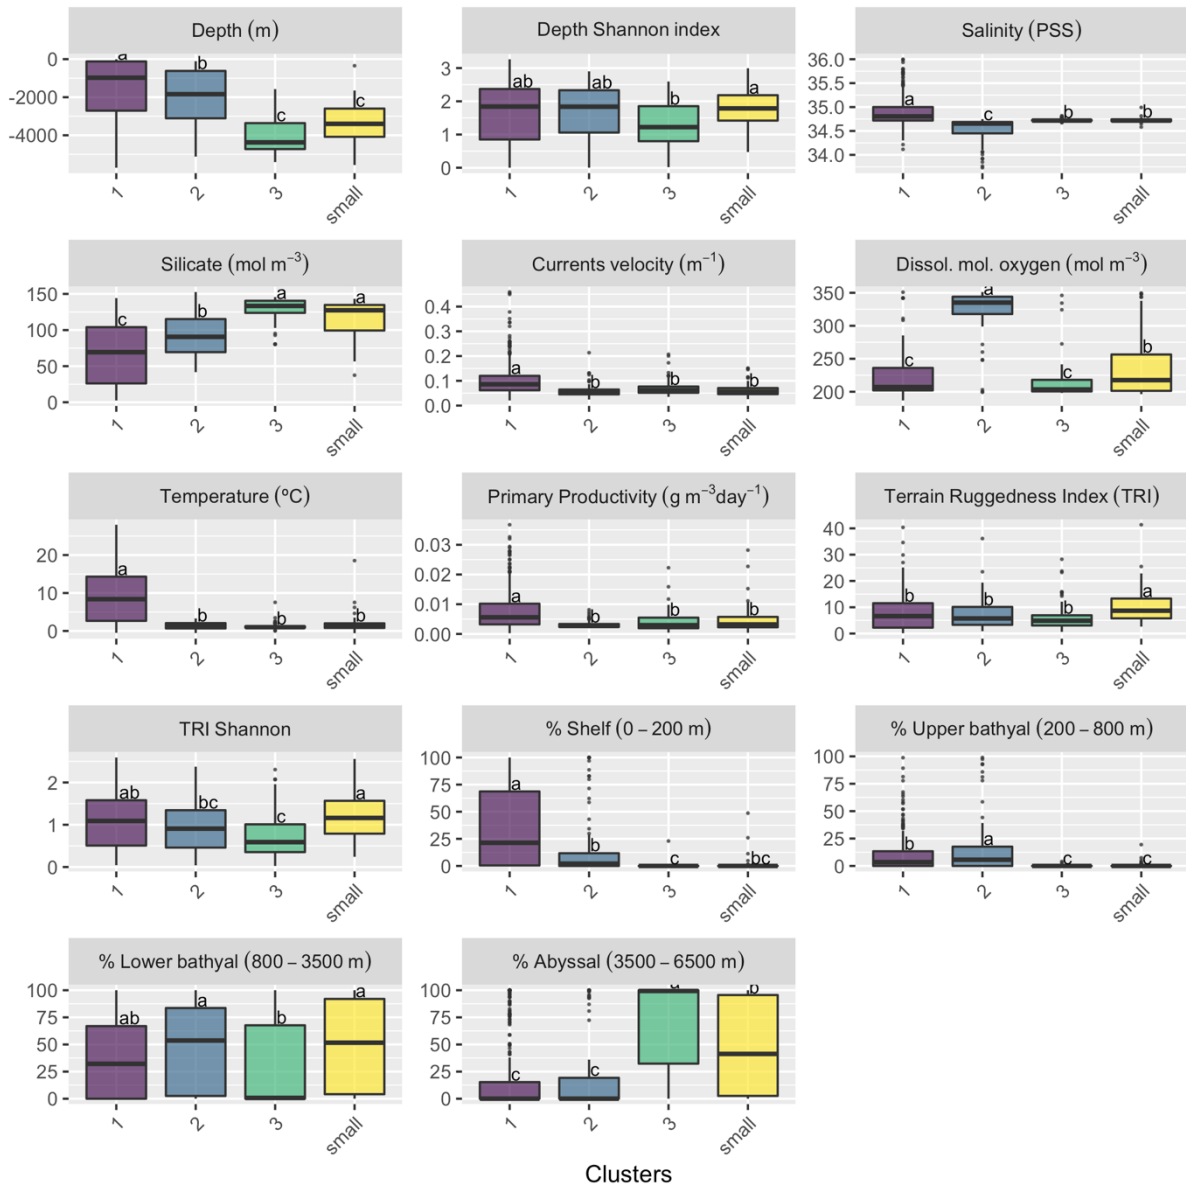 Depth (m)
Depth Shannon index
Salinity (PSS)
0
-2000
-4000
a
b
c
c
3
2
1
0
ab
ab
b
a
36.0
35.5
35.0
34.5
34.0
a
c
b
b
1
2
3
small
1
2
3
small
1
2
3
small
Silicate (mol m⁻³)
Currents velocity (m⁻¹)
Dissol. mol. oxygen (mol m⁻³)
150
100
50
0
c
b
a
a
0.4
0.3
0.2
0.1
0.0
a
b
b
b
350
300
250
200
c
a
c
b
1
2
3
small
1
2
3
small
1
2
3
small
Temperature (ºC)
Primary Productivity (g m⁻³day⁻¹)
Terrain Ruggedness Index (TRI)
20
10
0
a
b
b
b
0.03
0.02
0.01
0.00
a
b
b
b
40
30
20
10
0
b
b
c
a
1
2
3
small
1
2
3
small
1
2
3
small
TRI Shannon
% Shelf (0 – 200 m)
% Upper bathyal (200 – 800 m)
2
1
0
ab
bc
c
a
100
75
50
25
0
a
b
c
bc
100
75
50
25
0
b
a
c
c
1
2
3
small
1
2
3
small
1
2
3
small
% Lower bathyal (800 – 3500 m)
% Abyssal (3500 – 6500 m)
100
75
50
25
0
ab
a
b
a
100
75
50
25
0
c
c
a
b
1
2
3
small
1
2
3
small
Clusters